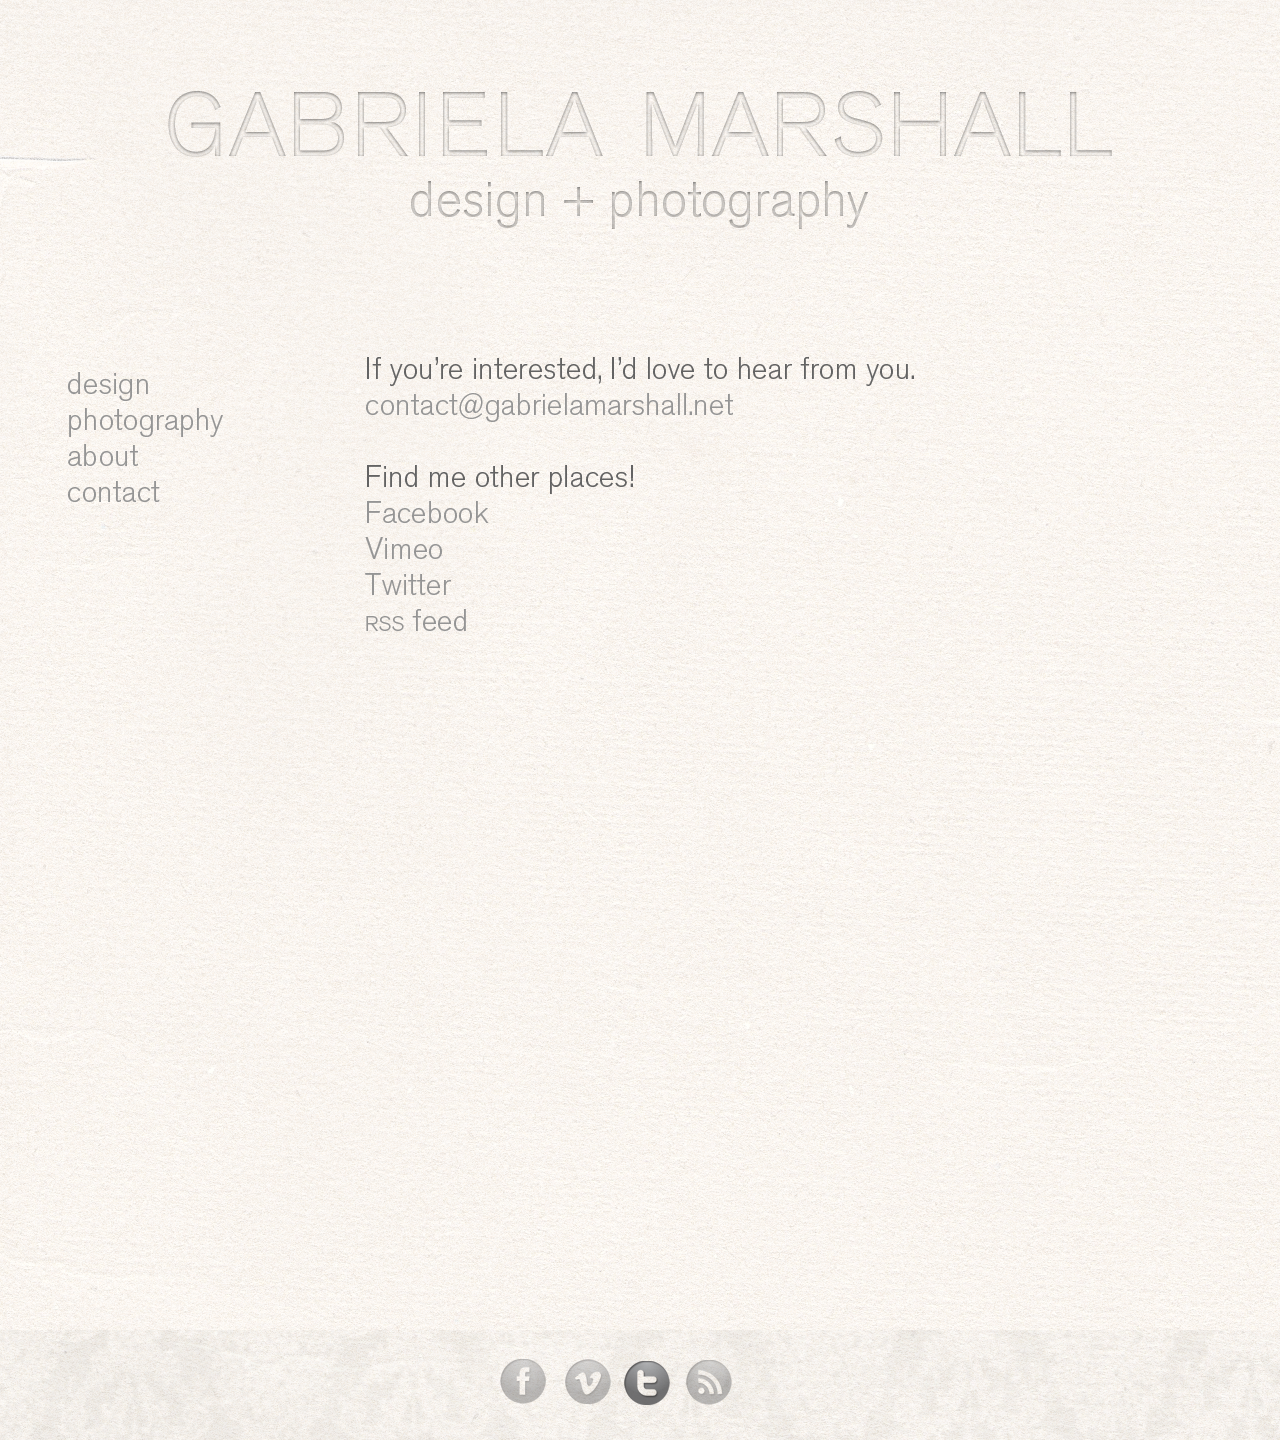 GABRIELA MARSHALL
design + photography
design
photography
about
contact
If you’re interested, I’d love to hear from you.
contact@gabrielamarshall.net
Find me other places!
Facebook
Vimeo
Twitter
RSS feed